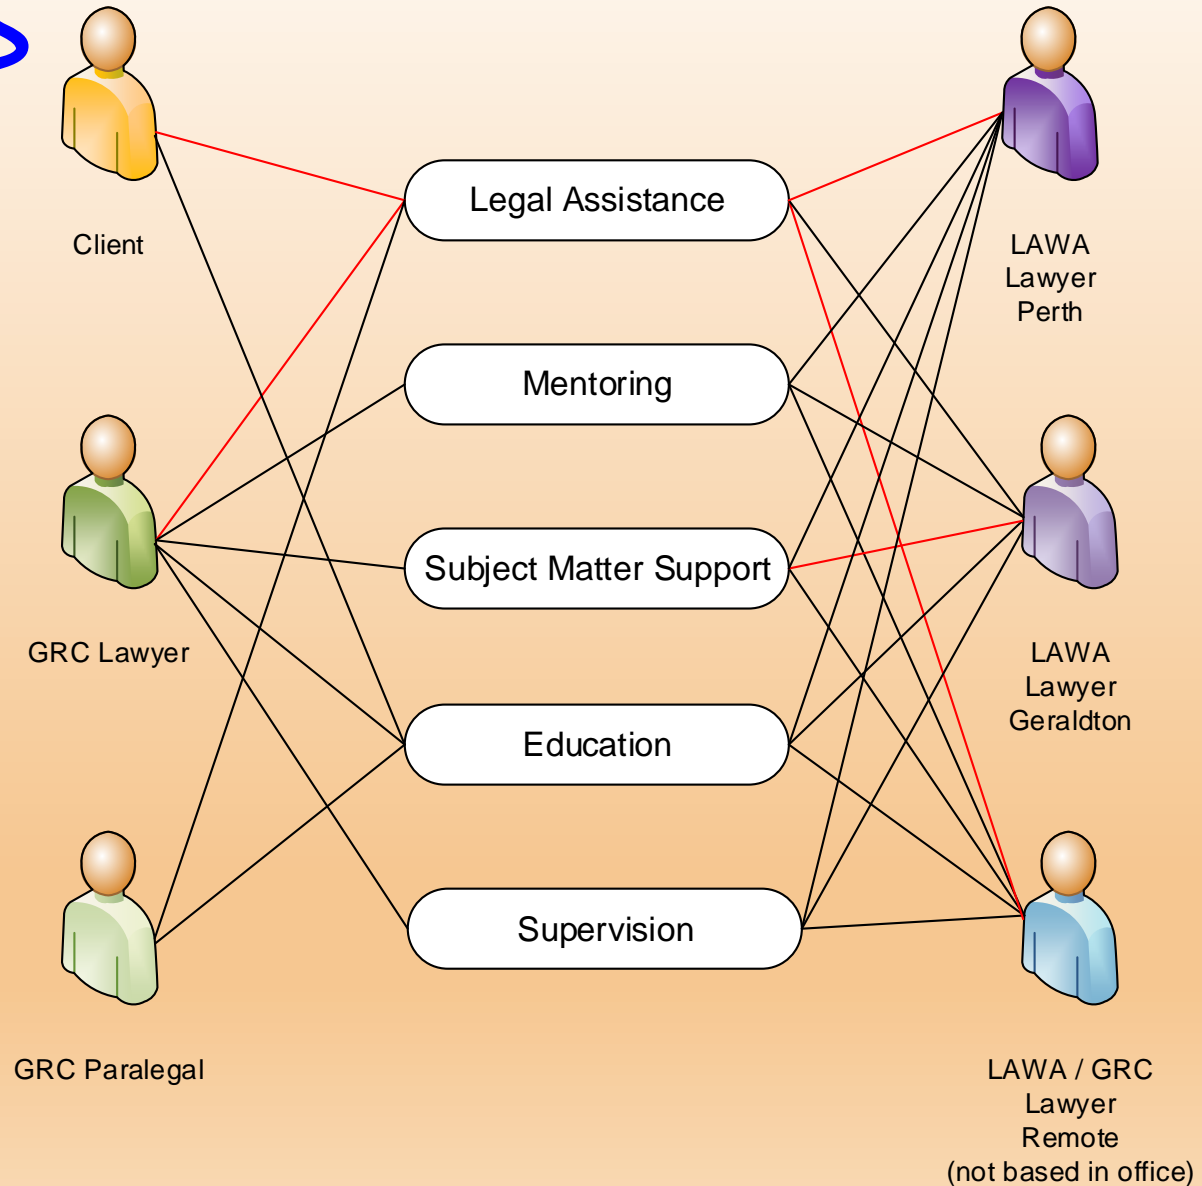 Client
GRC Lawyer
GRC Paralegal
Legal Assistance
Mentoring
Subject Matter Support
Education
Supervision
LAWA
Lawyer
Perth
LAWA
Lawyer
Geraldton
LAWA / GRC
Lawyer
Remote
(not based in office)